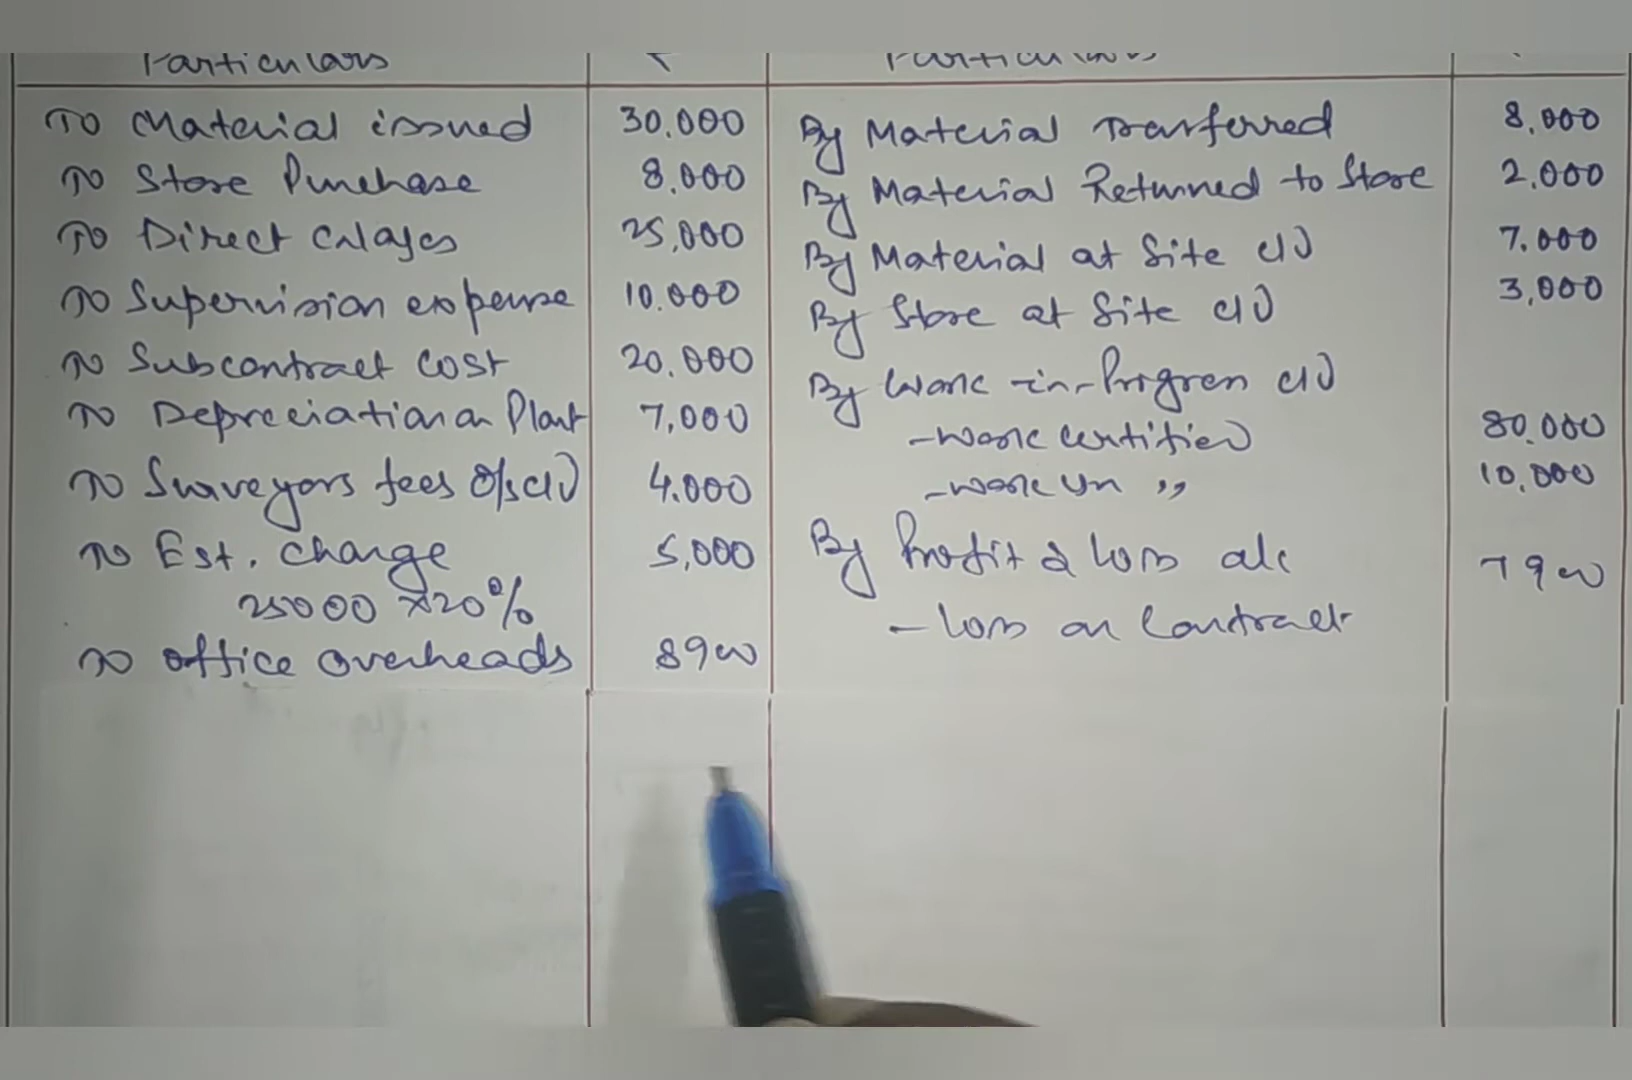 Particulars ₹ Particulars
To Material issued 30,000 By Material Transferred 8,000
To Store Purchase 8,000 By Material Returned to Store 2,000
To Direct Wages 25,000 By Material at Site c/d 7,000
To Supervision expense 10,000 By Store at Site c/d 3,000
To Subcontract Cost 20,000 By Work-in-Progress c/d
To Depreciation on Plant 7,000 -Work Certified 80,000
To Surveyors fees o/s c/d 4,000 -Work Un ,, 10,000
To Est. Charge 5,000 By Profit & Loss a/c 7900
25000 x 20% - Loss on Contract
To Office overheads 8900